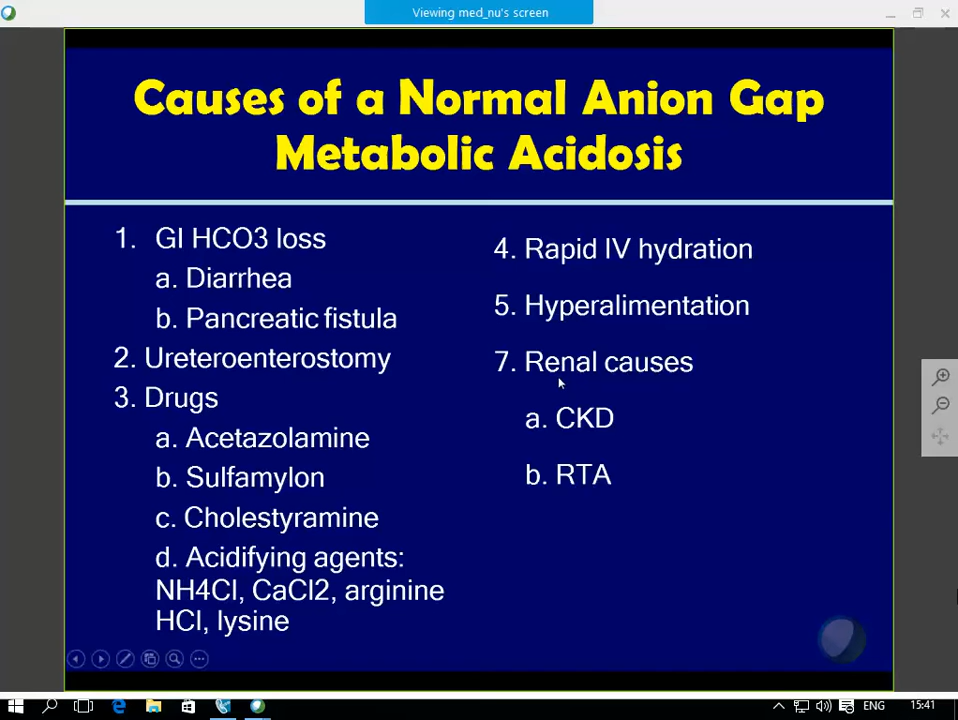 Viewing med_nu's screen
Causes of a Normal Anion Gap
Metabolic Acidosis
1. GI HCO3 loss
a. Diarrhea
b. Pancreatic fistula
2. Ureteroenterostomy
3. Drugs
a. Acetazolamine
b. Sulfamylon
c. Cholestyramine
d. Acidifying agents:
NH4Cl, CaCl2, arginine
HCl, lysine
4. Rapid IV hydration
5. Hyperalimentation
7. Renal causes
a. CKD
b. RTA
ENG
15:41